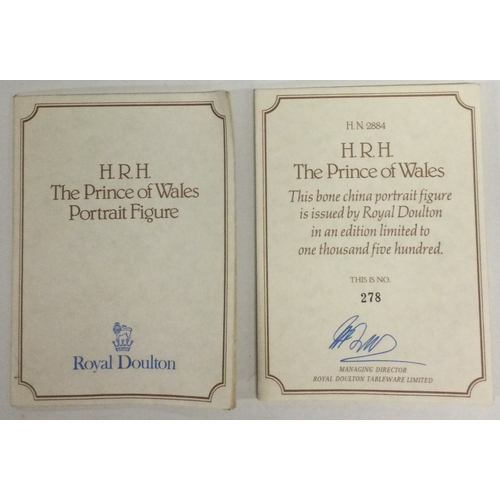 H.R.H.
The Prince of Wales
Portrait Figure
Royal Doulton
H.N. 2884
H.R.H.
The Prince of Wales
This bone china portrait figure
is issued by Royal Doulton
in an edition limited to
one thousand five hundred.
THIS IS NO.
278
MANAGING DIRECTOR
ROYAL DOULTON TABLEWARE LIMITED